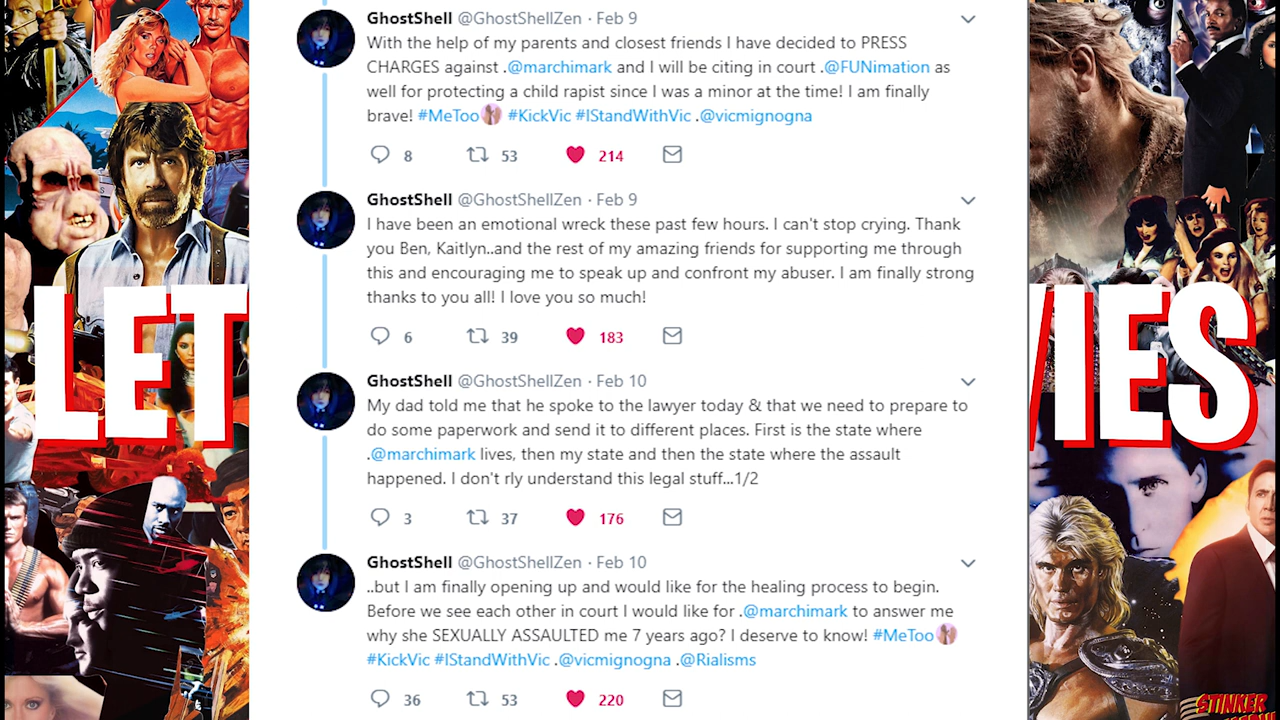 GhostShell @GhostShellZen · Feb 9
With the help of my parents and closest friends I have decided to PRESS
CHARGES against .@marchimark and I will be citing in court .@FUNimation as
well for protecting a child rapist since I was a minor at the time! I am finally
brave! #MeToo #KickVic #IStandWithVic .@vicmignogna
8 53 214
GhostShell @GhostShellZen · Feb 9
I have been an emotional wreck these past few hours. I can't stop crying. Thank
you Ben, Kaitlyn..and the rest of my amazing friends for supporting me through
this and encouraging me to speak up and confront my abuser. I am finally strong
thanks to you all! I love you so much!
6 39 183
LET
IES
GhostShell @GhostShellZen · Feb 10
My dad told me that he spoke to the lawyer today & that we need to prepare to
do some paperwork and send it to different places. First is the state where
.@marchimark lives, then my state and then the state where the assault
happened. I don't rly understand this legal stuff...1/2
3 37 176
GhostShell @GhostShellZen · Feb 10
..but I am finally opening up and would like for the healing process to begin.
Before we see each other in court I would like for .@marchimark to answer me
why she SEXUALLY ASSAULTED me 7 years ago? I deserve to know! #MeToo
#KickVic #IStandWithVic .@vicmignogna .@Rialisms
36 53 220
STINKER